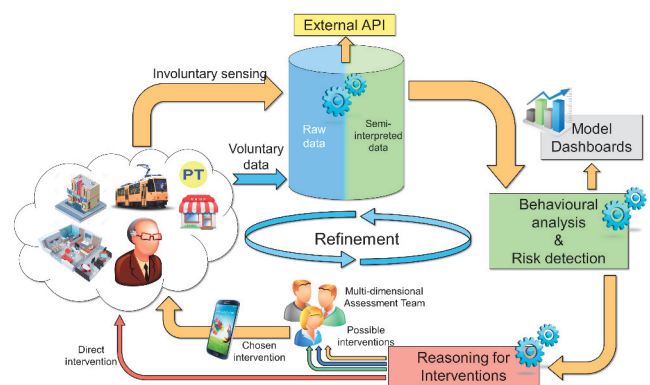 External API
Involuntary sensing
Raw
data
Semi-
interpreted
data
Voluntary
data
PT
Model
Dashboards
Behavioural
analysis
&
Risk detection
Refinement
Multi-dimensional
Assessment Team
Possible
interventions
Chosen
intervention
Direct
intervention
Reasoning for
Interventions